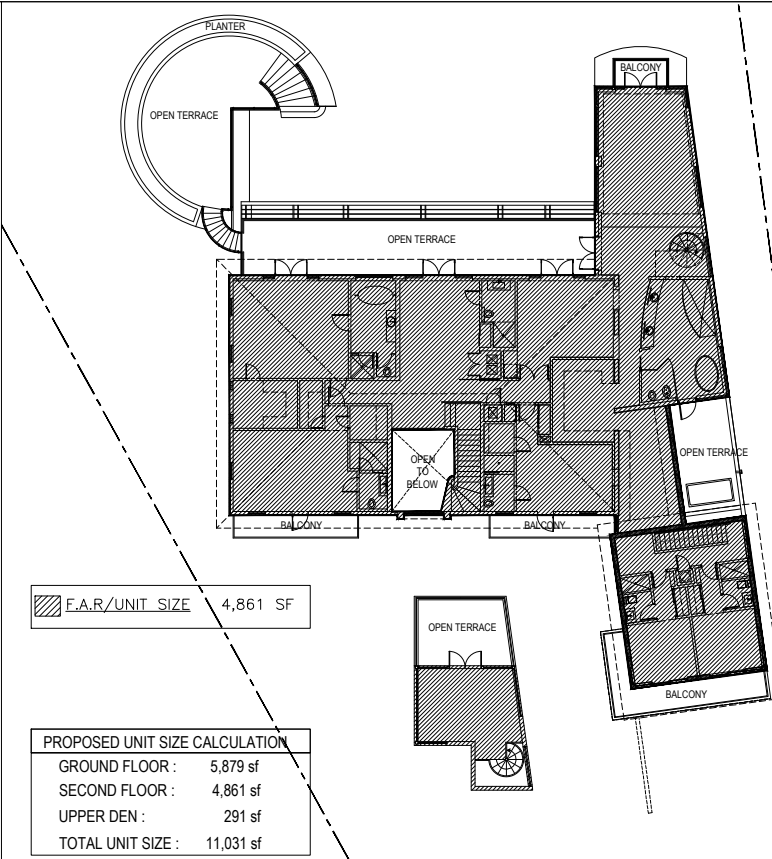 PLANTER
BALCONY
OPEN TERRACE
OPEN TERRACE
OPEN
TO
BELOW
OPEN TERRACE
BALCONY
BALCONY
F.A.R/UNIT SIZE 4,861 SF
OPEN TERRACE
BALCONY
PROPOSED UNIT SIZE CALCULATION
GROUND FLOOR : 5,879 sf
SECOND FLOOR : 4,861 sf
UPPER DEN : 291 sf
TOTAL UNIT SIZE : 11,031 sf